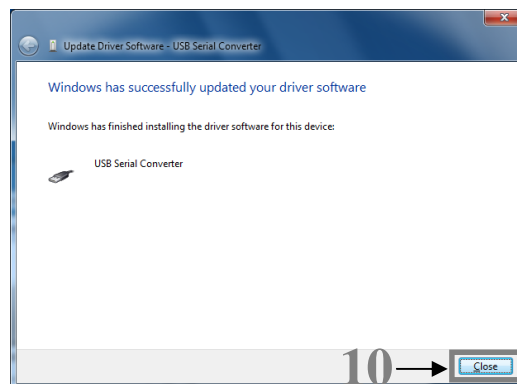 Update Driver Software - USB Serial Converter
Windows has successfully updated your driver software
Windows has finished installing the driver software for this device:
USB Serial Converter
10
Close